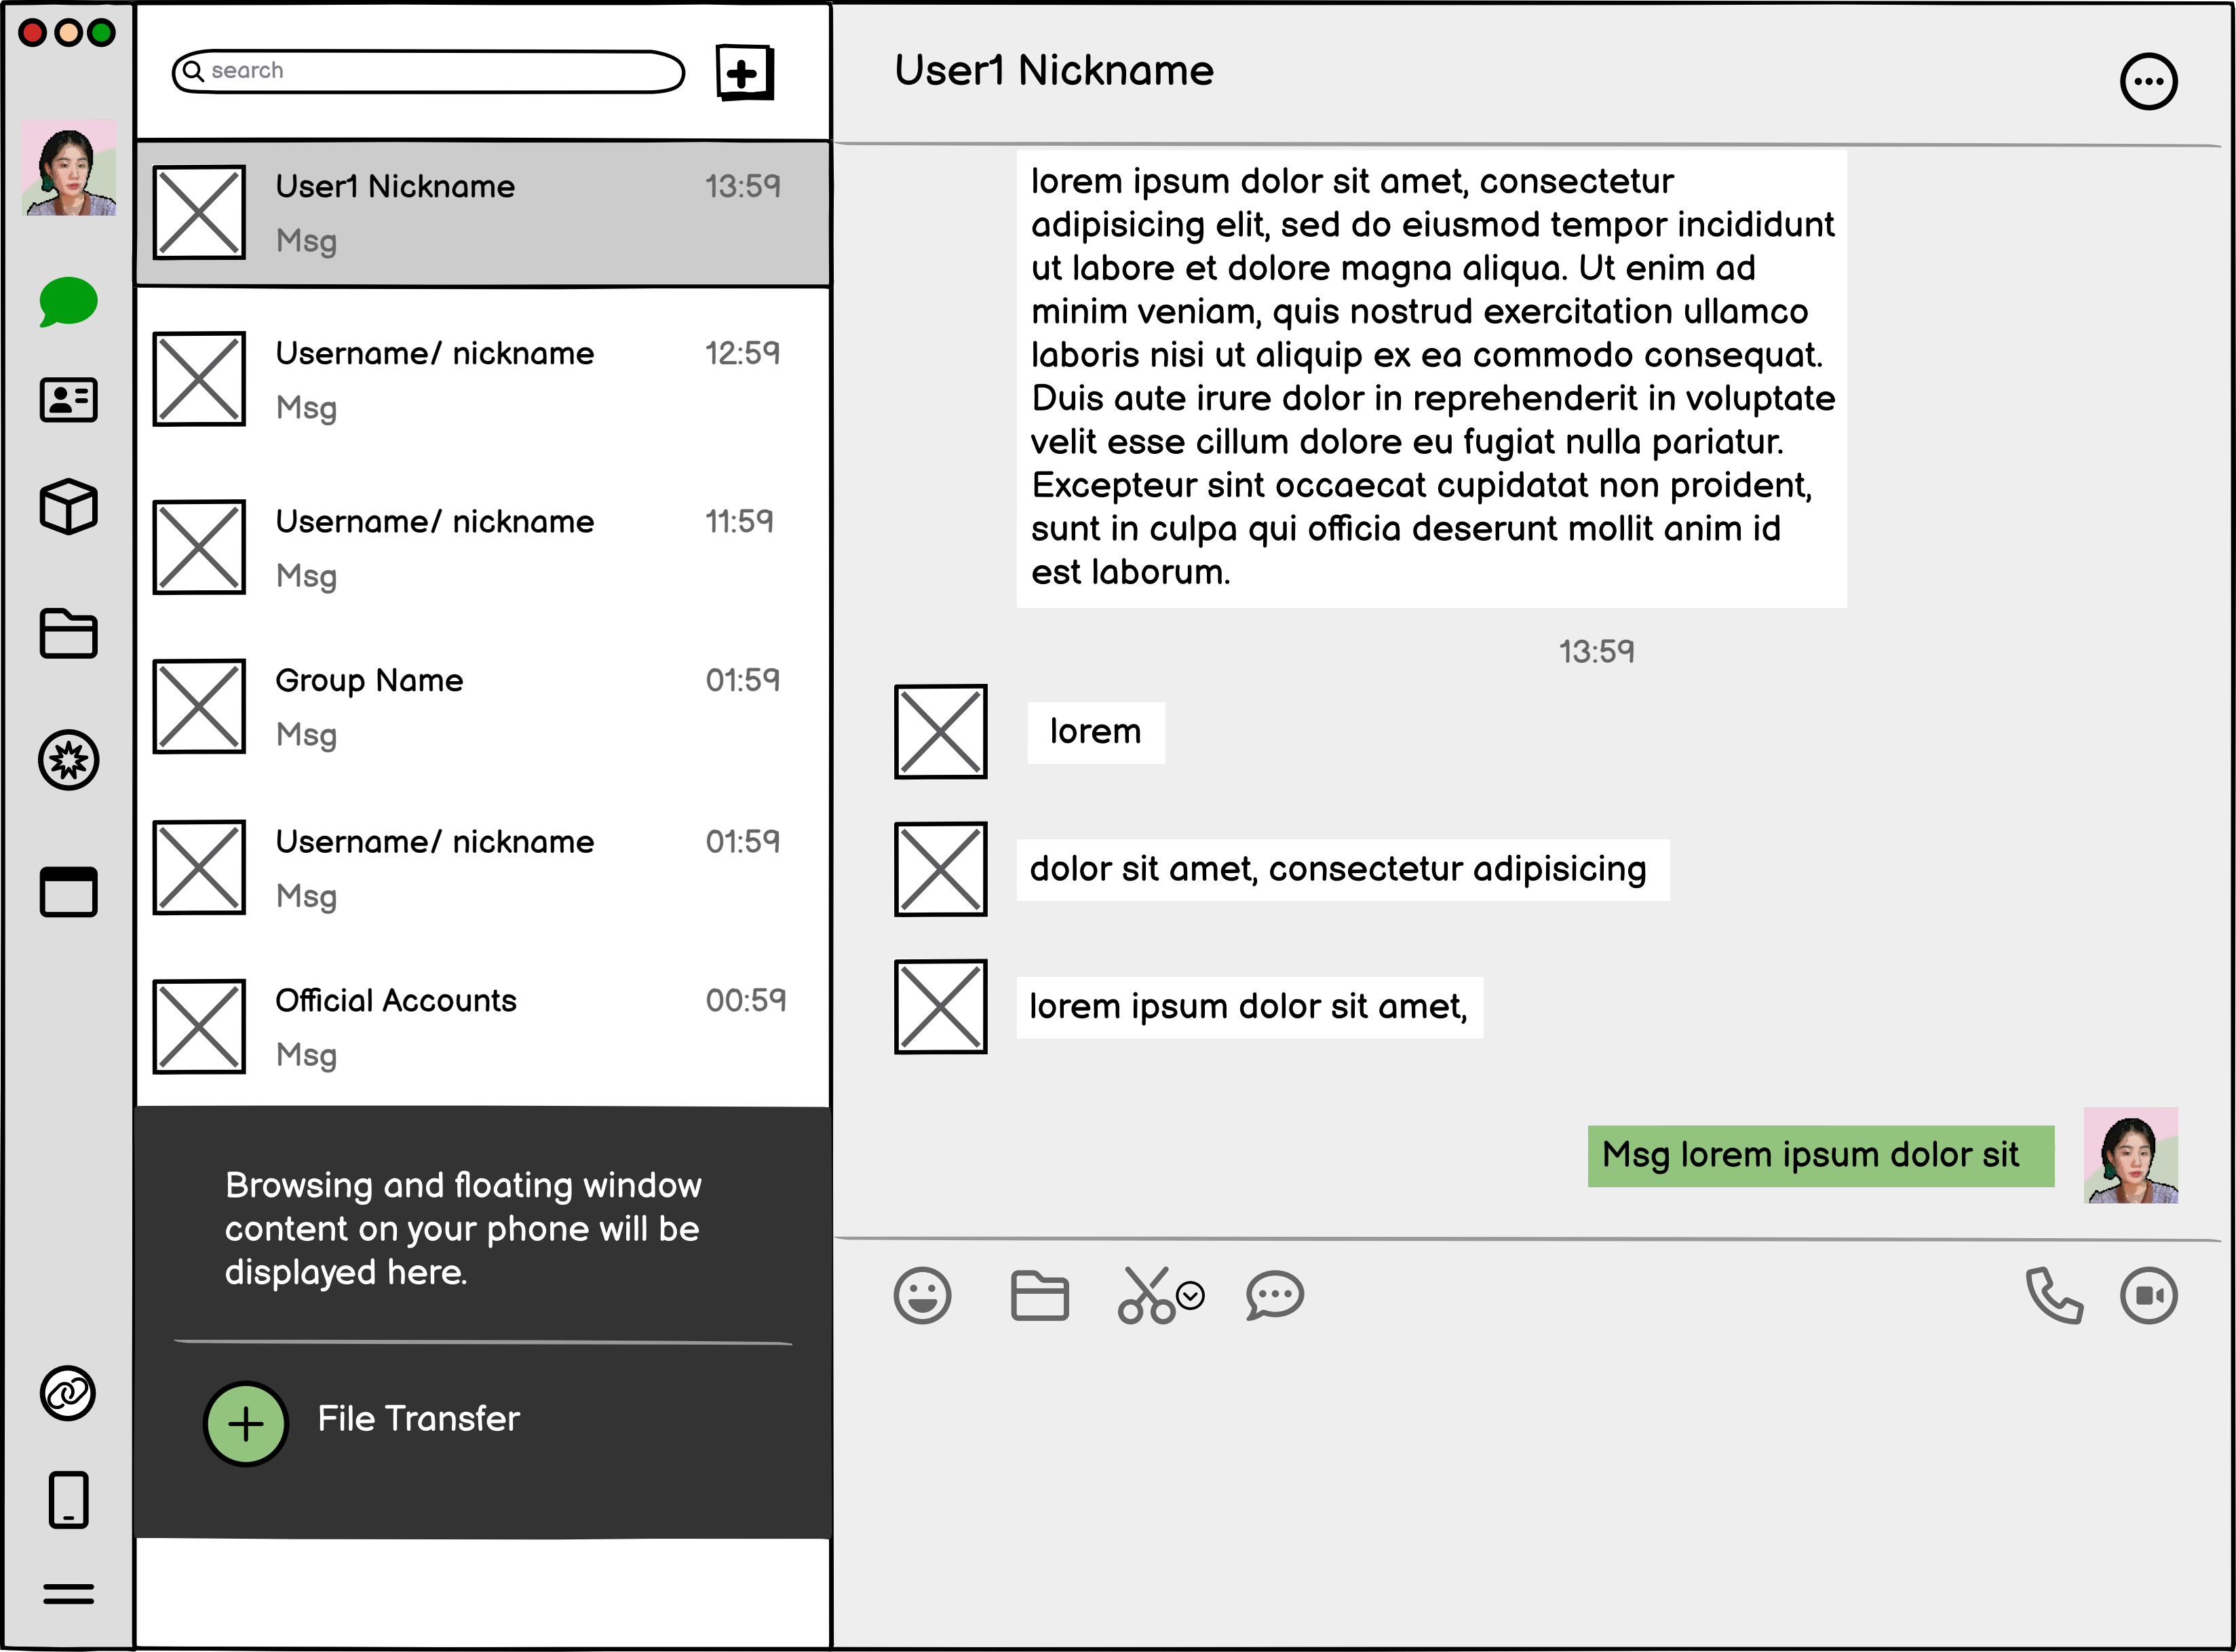 search
User1 Nickname
13:59
Msg
Username/ nickname
12:59
Msg
Username/ nickname
11:59
Msg
Group Name
01:59
Msg
Username/ nickname
01:59
Msg
Official Accounts
00:59
Msg
Browsing and floating window
content on your phone will be
displayed here.
File Transfer
User1 Nickname
lorem ipsum dolor sit amet, consectetur
adipisicing elit, sed do eiusmod tempor incididunt
ut labore et dolore magna aliqua. Ut enim ad
minim veniam, quis nostrud exercitation ullamco
laboris nisi ut aliquip ex ea commodo consequat.
Duis aute irure dolor in reprehenderit in voluptate
velit esse cillum dolore eu fugiat nulla pariatur.
Excepteur sint occaecat cupidatat non proident,
sunt in culpa qui officia deserunt mollit anim id
est laborum.
13:59
lorem
dolor sit amet, consectetur adipisicing
lorem ipsum dolor sit amet,
Msg lorem ipsum dolor sit